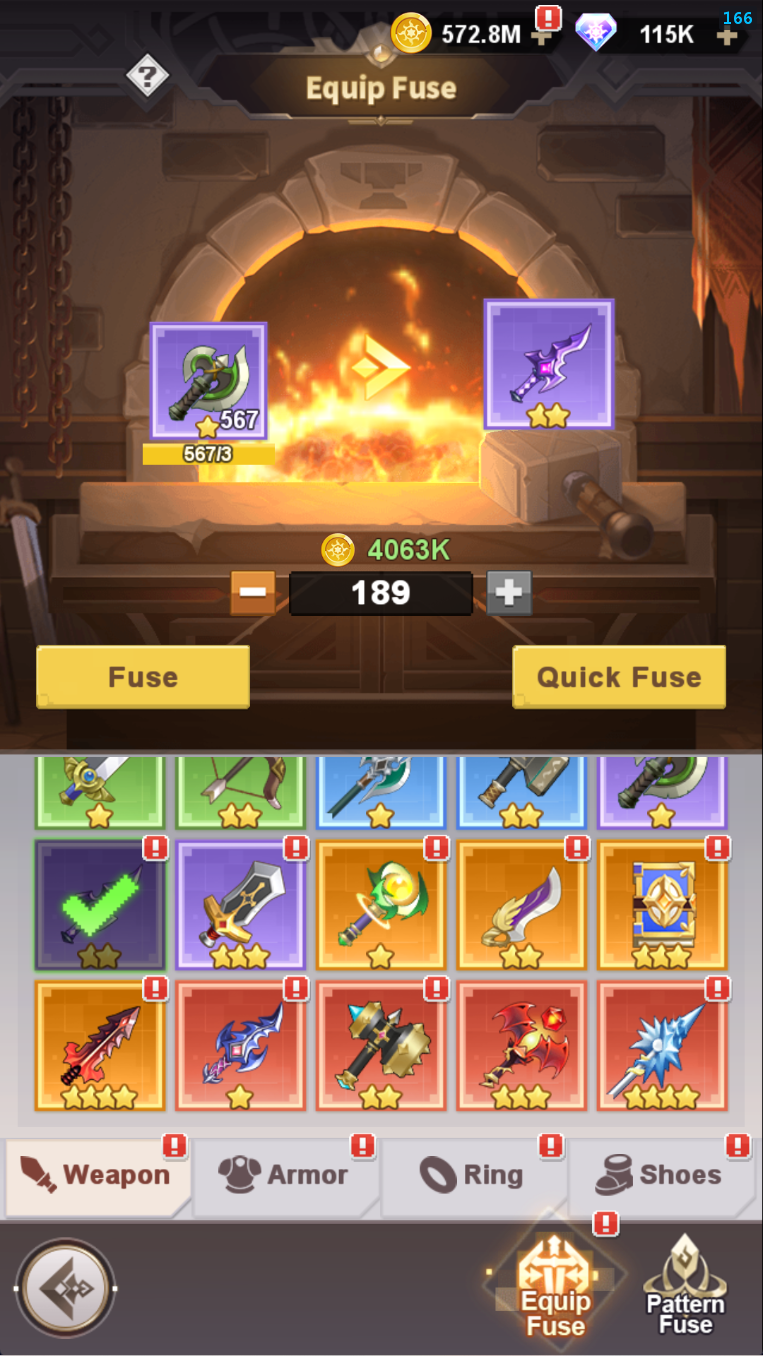 166
572.8M
115K
?
Equip Fuse
567
567/3
4063K
189
Fuse
Quick Fuse
Weapon
Armor
Ring
Shoes
Equip
Fuse
Pattern
Fuse